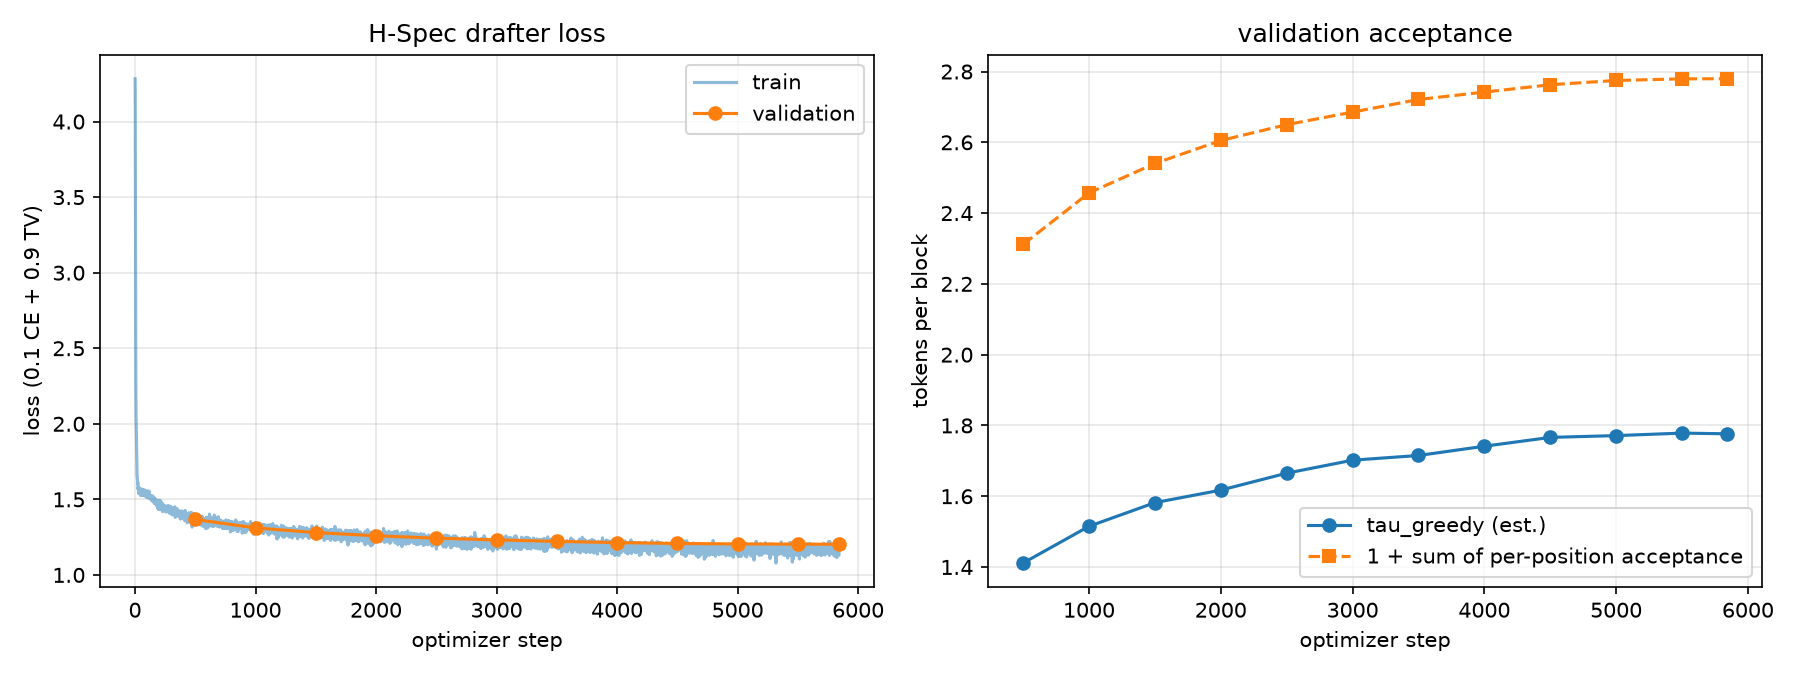 H-Spec drafter loss
train
validation
4.0
3.5
3.0
2.5
2.0
1.5
1.0
loss (0.1 CE + 0.9 TV)
0
1000
2000
3000
4000
5000
6000
optimizer step
validation acceptance
2.8
2.6
2.4
2.2
2.0
1.8
1.6
1.4
tokens per block
tau_greedy (est.)
1 + sum of per-position acceptance
1000
2000
3000
4000
5000
6000
optimizer step